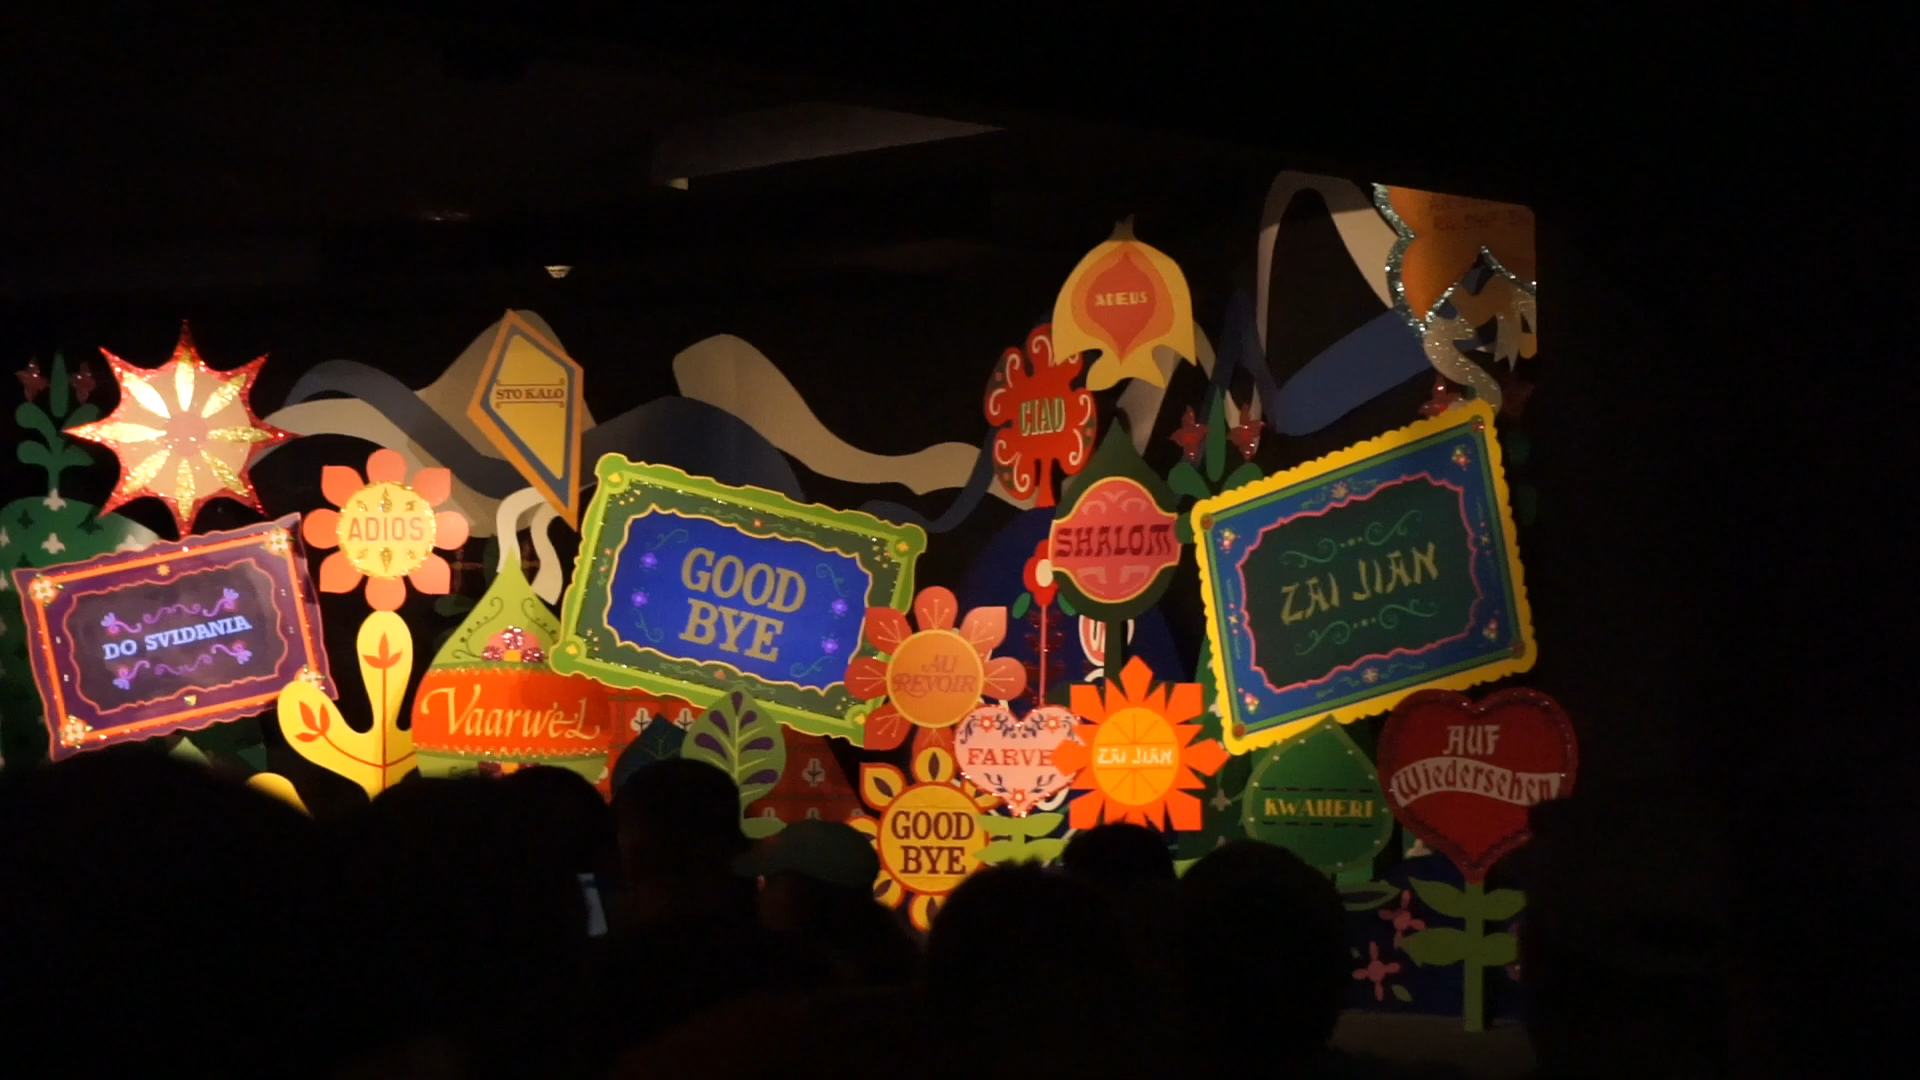 ADEUS
STO KALO
CIAO
ADIOS
SHALOM
GOOD
BYE
ZAI JIAN
DO SVIDANIA
AU
REVOIR
Vaarwel
FARVE
ZAI JIAN
AUF
Wiedersehen
KWAHERI
GOOD
BYE